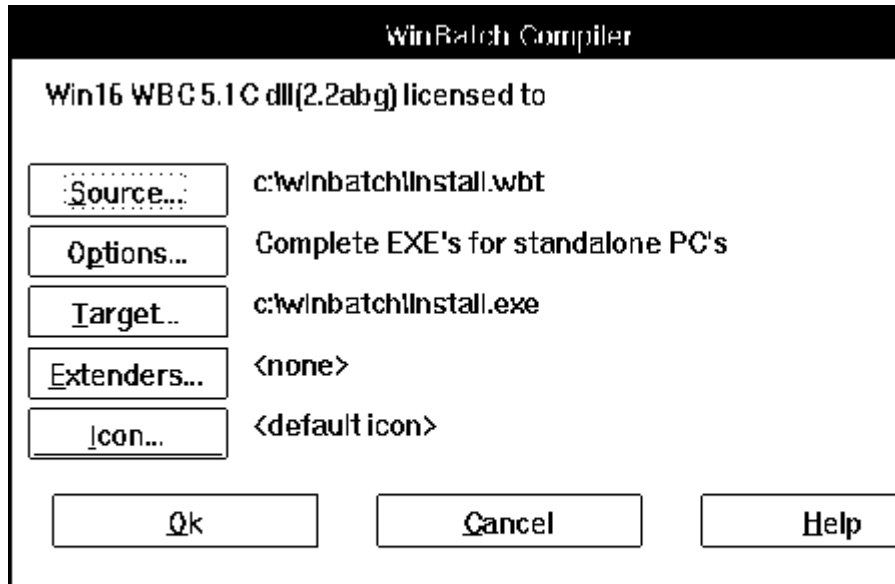 WinBatch Compiler
Win16 WBC 5.1C dll(2.2abg) licensed to
Source... c:\winbatch\install.wbt
Options... Complete EXE's for standalone PC's
Target... c:\winbatch\install.exe
Extenders... <none>
Icon... <default icon>
Ok Cancel Help